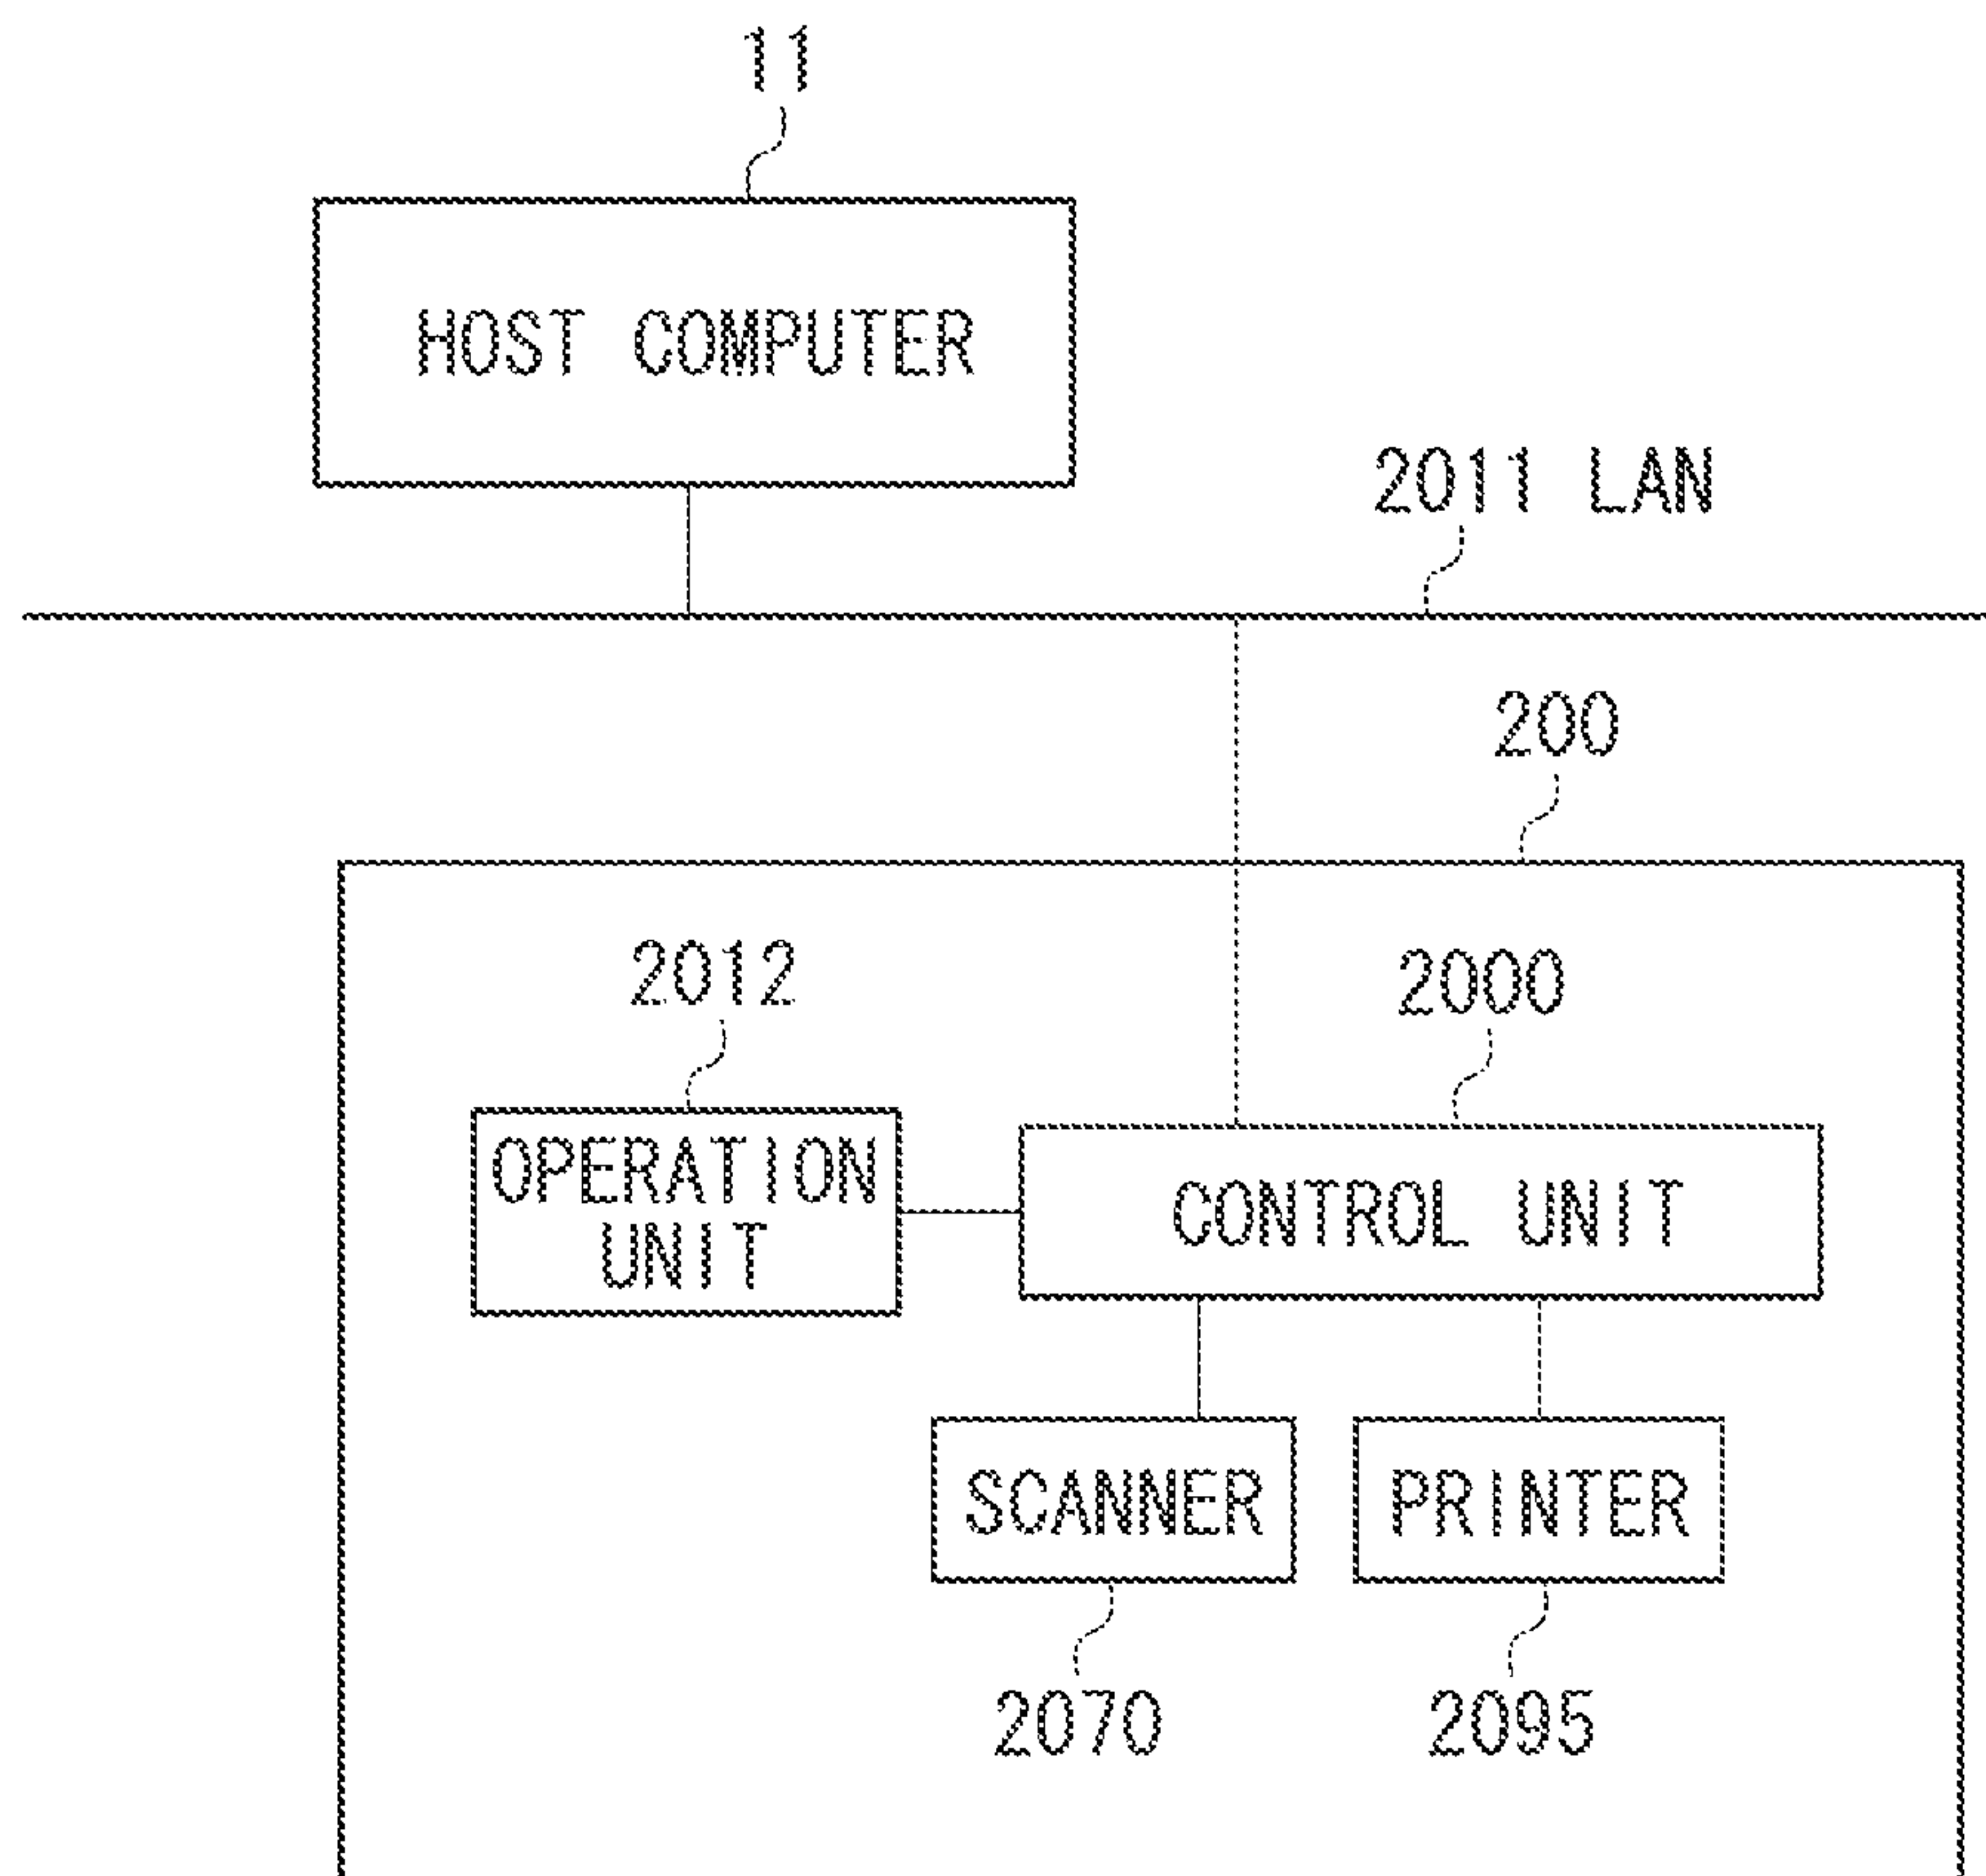 11
HOST COMPUTER
2011 LAN
200
2012
2000
OPERATION
UNIT
CONTROL UNIT
SCANNER
PRINTER
2070
2095